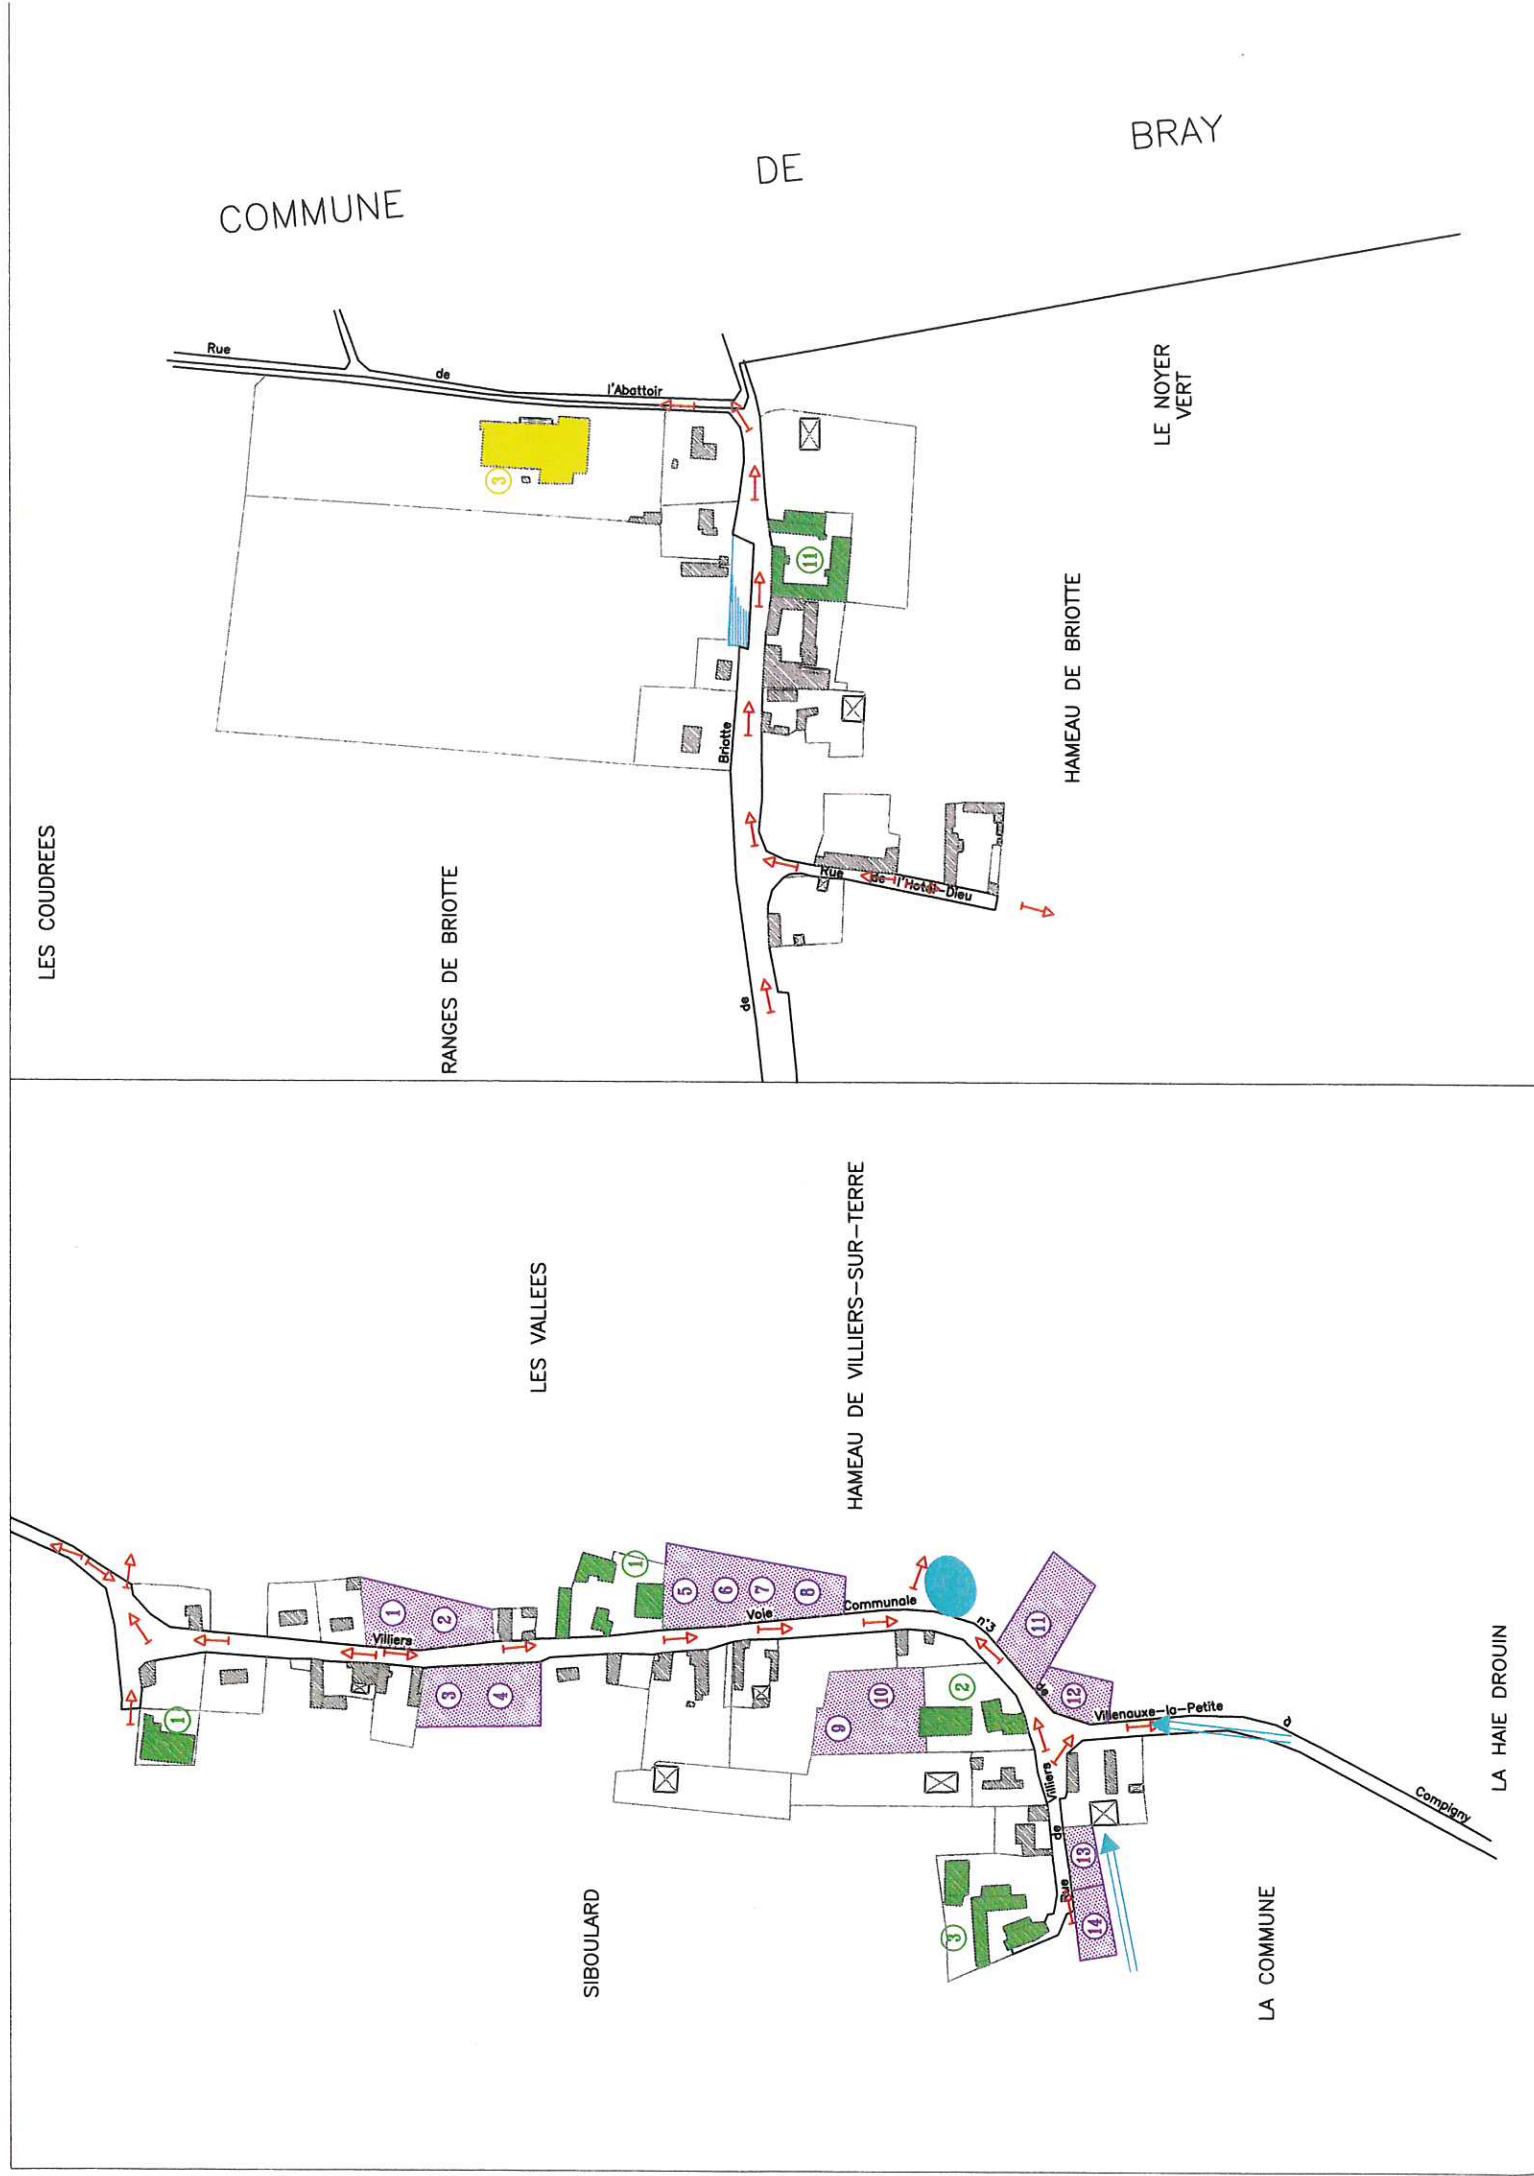 COMMUNE
DE
BRAY
Rue
de
l'Abattoir
LE NOYER
VERT
3
11
HAMEAU DE BRIOTTE
Briotte
Rue
de l'Hotel-Dieu
LES COUDREES
RANGES DE BRIOTTE
de
HAMEAU DE VILLIERS-SUR-TERRE
LES VALLEES
1
1
2
Villiers
3
4
1
5
6
7
8
Voie
Communale
n°3
de
Villenauxe-la-Petite
à
Compigny
9
10
2
11
12
1
Rue
de
Villiers
13
14
3
SIBOULARD
LA COMMUNE
LA HAIE DROUIN